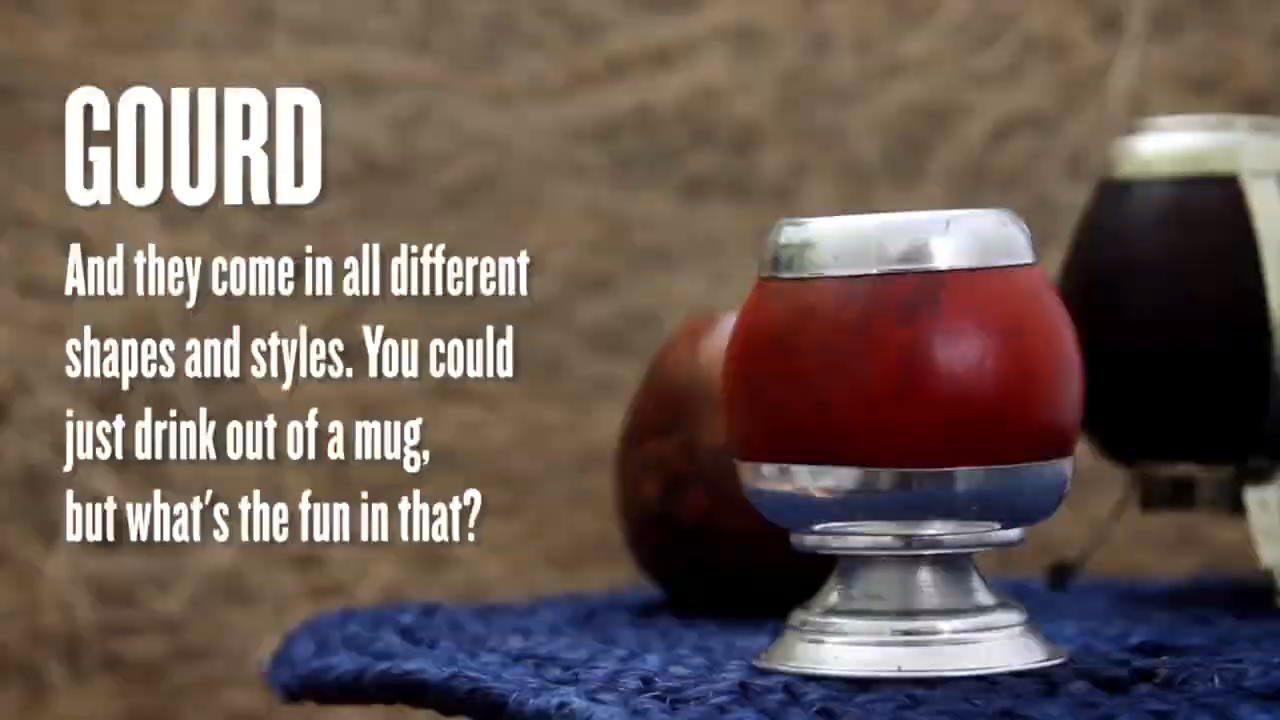 GOURD
And they come in all different
shapes and styles. You could
just drink out of a mug,
but what's the fun in that?